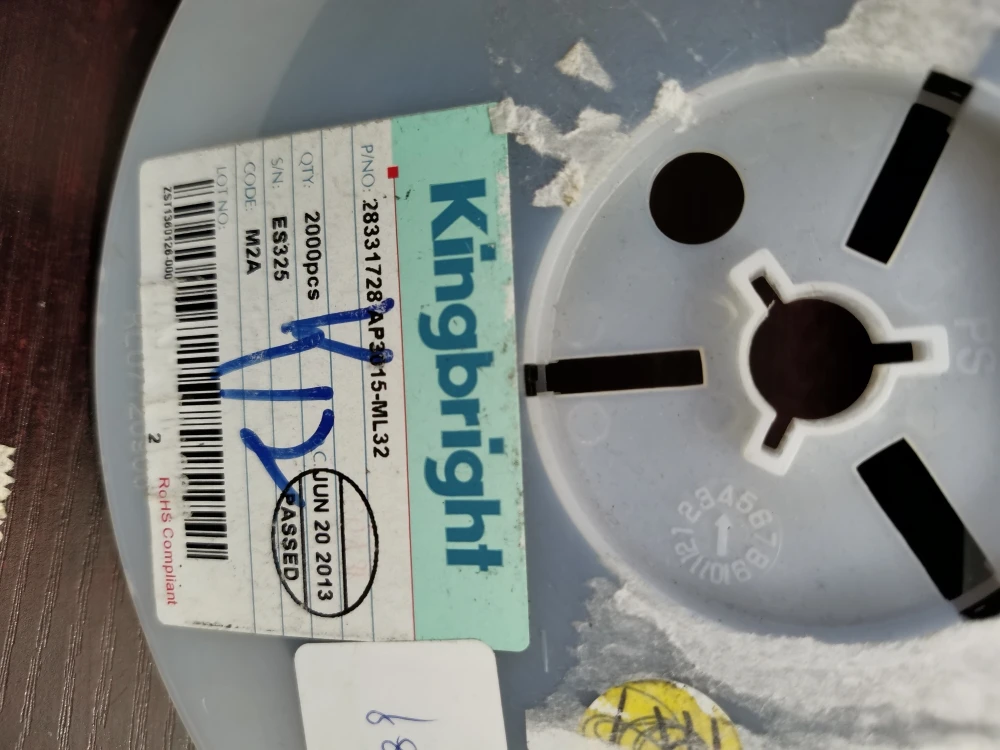 Kingbright
P/NO: 28331728 AP3015-ML32
QTY: 2000pcs
S/N: ES325
CODE: M2A
LOT NO:
JUN 20 2013
PASSED
2
RoHS Compliant
PS